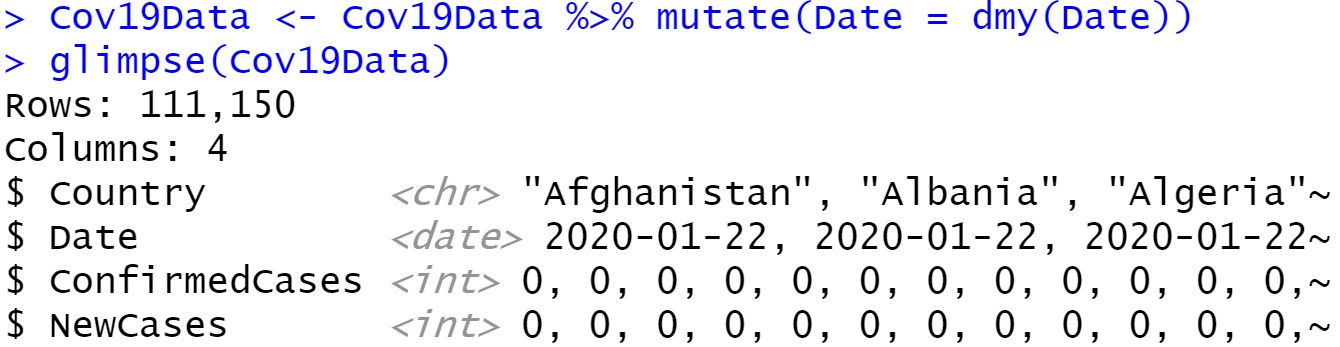 > Cov19Data <- Cov19Data %>% mutate(Date = dmy(Date))
> glimpse(Cov19Data)
Rows: 111,150
Columns: 4
$ Country <chr> "Afghanistan", "Albania", "Algeria"~
$ Date <date> 2020-01-22, 2020-01-22, 2020-01-22~
$ ConfirmedCases <int> 0, 0, 0, 0, 0, 0, 0, 0, 0, 0, 0, 0,~
$ NewCases <int> 0, 0, 0, 0, 0, 0, 0, 0, 0, 0, 0, 0,~